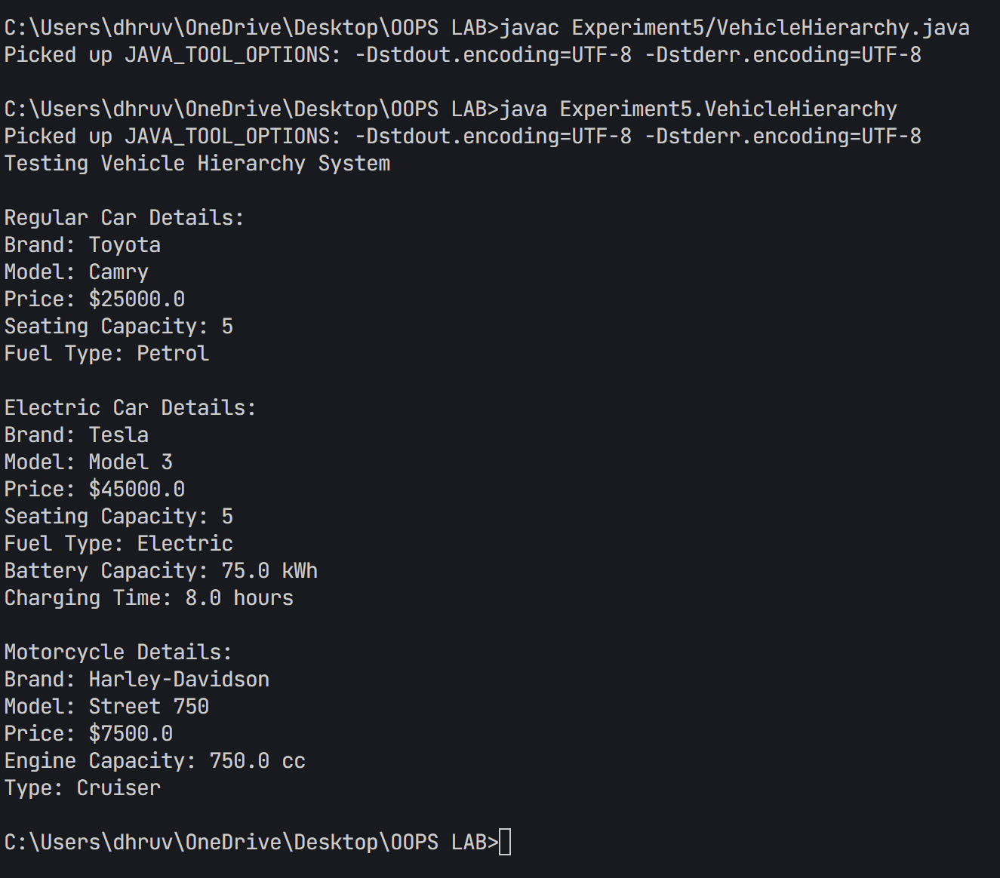 C:\Users\dhruv\OneDrive\Desktop\OOPS LAB>javac Experiment5/VehicleHierarchy.java
Picked up JAVA_TOOL_OPTIONS: -Dstdout.encoding=UTF-8 -Dstderr.encoding=UTF-8
C:\Users\dhruv\OneDrive\Desktop\OOPS LAB>java Experiment5.VehicleHierarchy
Picked up JAVA_TOOL_OPTIONS: -Dstdout.encoding=UTF-8 -Dstderr.encoding=UTF-8
Testing Vehicle Hierarchy System
Regular Car Details:
Brand: Toyota
Model: Camry
Price: $25000.0
Seating Capacity: 5
Fuel Type: Petrol
Electric Car Details:
Brand: Tesla
Model: Model 3
Price: $45000.0
Seating Capacity: 5
Fuel Type: Electric
Battery Capacity: 75.0 kWh
Charging Time: 8.0 hours
Motorcycle Details:
Brand: Harley-Davidson
Model: Street 750
Price: $7500.0
Engine Capacity: 750.0 cc
Type: Cruiser
C:\Users\dhruv\OneDrive\Desktop\OOPS LAB>